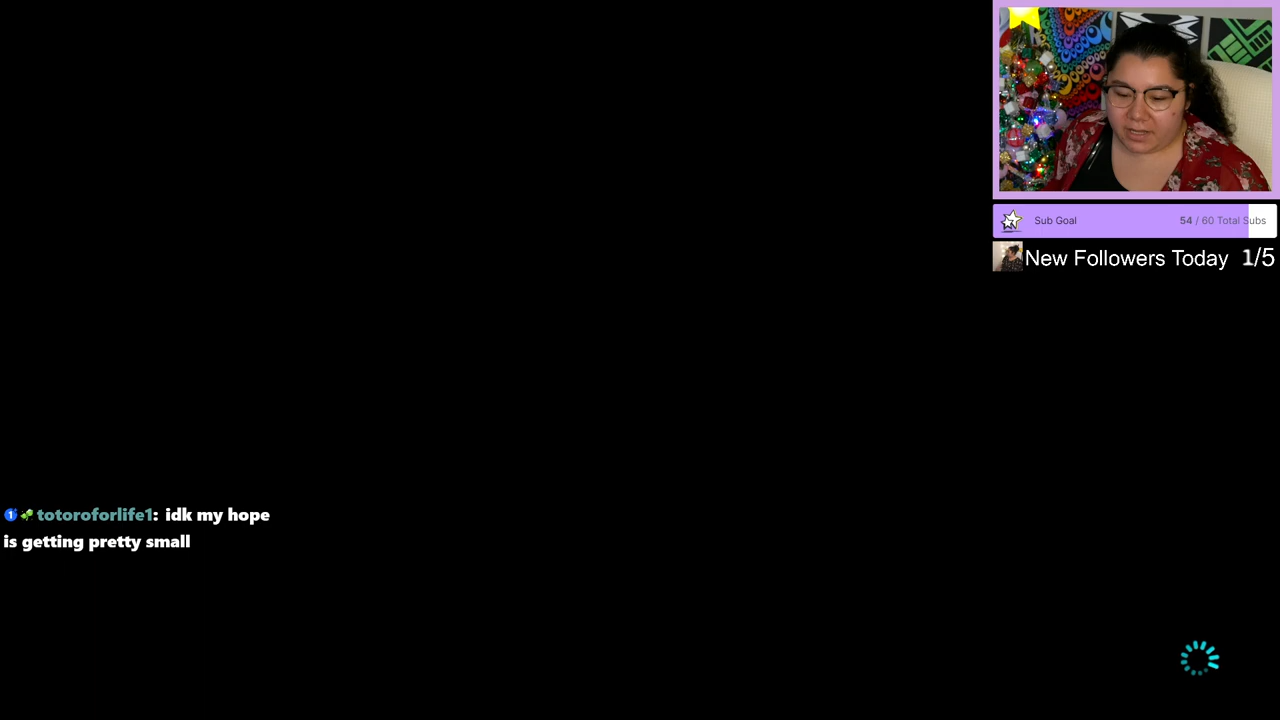 Sub Goal 54 / 60 Total Subs
New Followers Today 1/5
1 totoroforlife1: idk my hope
is getting pretty small